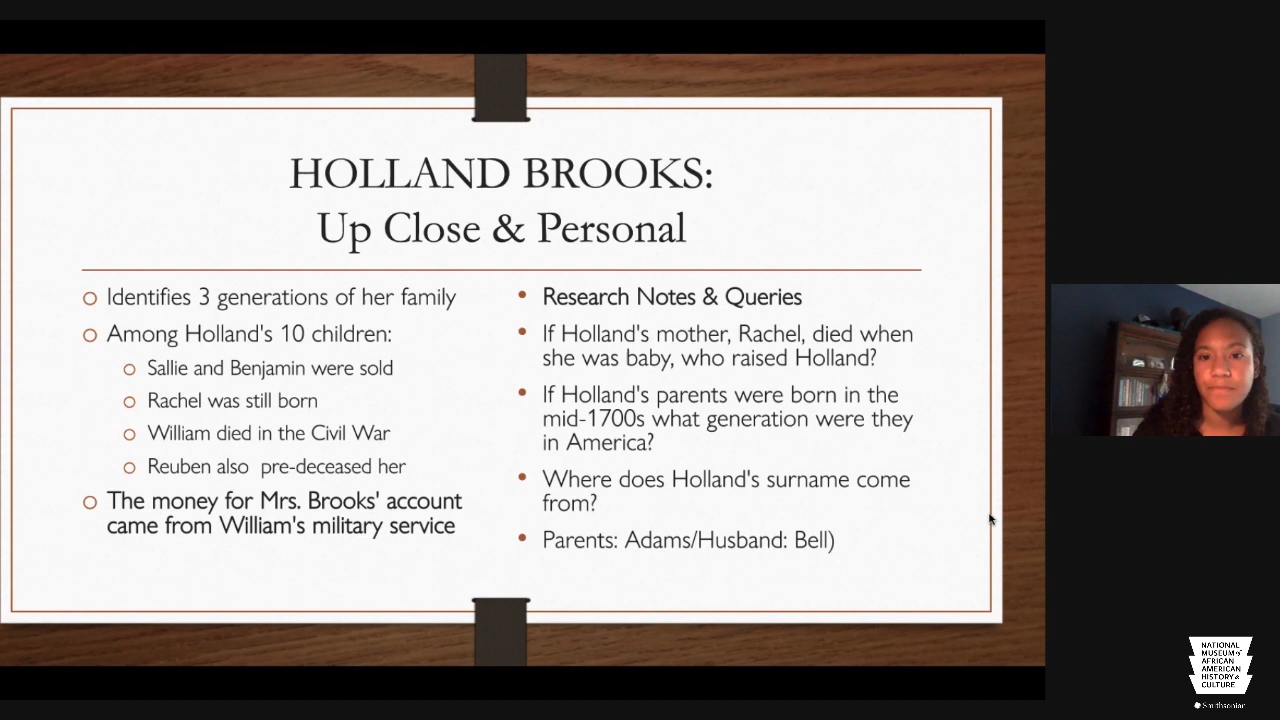 HOLLAND BROOKS:
Up Close & Personal
Identifies 3 generations of her family
Among Holland's 10 children:
Sallie and Benjamin were sold
Rachel was still born
William died in the Civil War
Reuben also pre-deceased her
The money for Mrs. Brooks' account
came from William's military service
Research Notes & Queries
If Holland's mother, Rachel, died when
she was baby, who raised Holland?
If Holland's parents were born in the
mid-1700s what generation were they
in America?
Where does Holland's surname come
from?
Parents: Adams/Husband: Bell)
NATIONAL
MUSEUM of
AFRICAN
AMERICAN
HISTORY &
CULTURE
Smithsonian